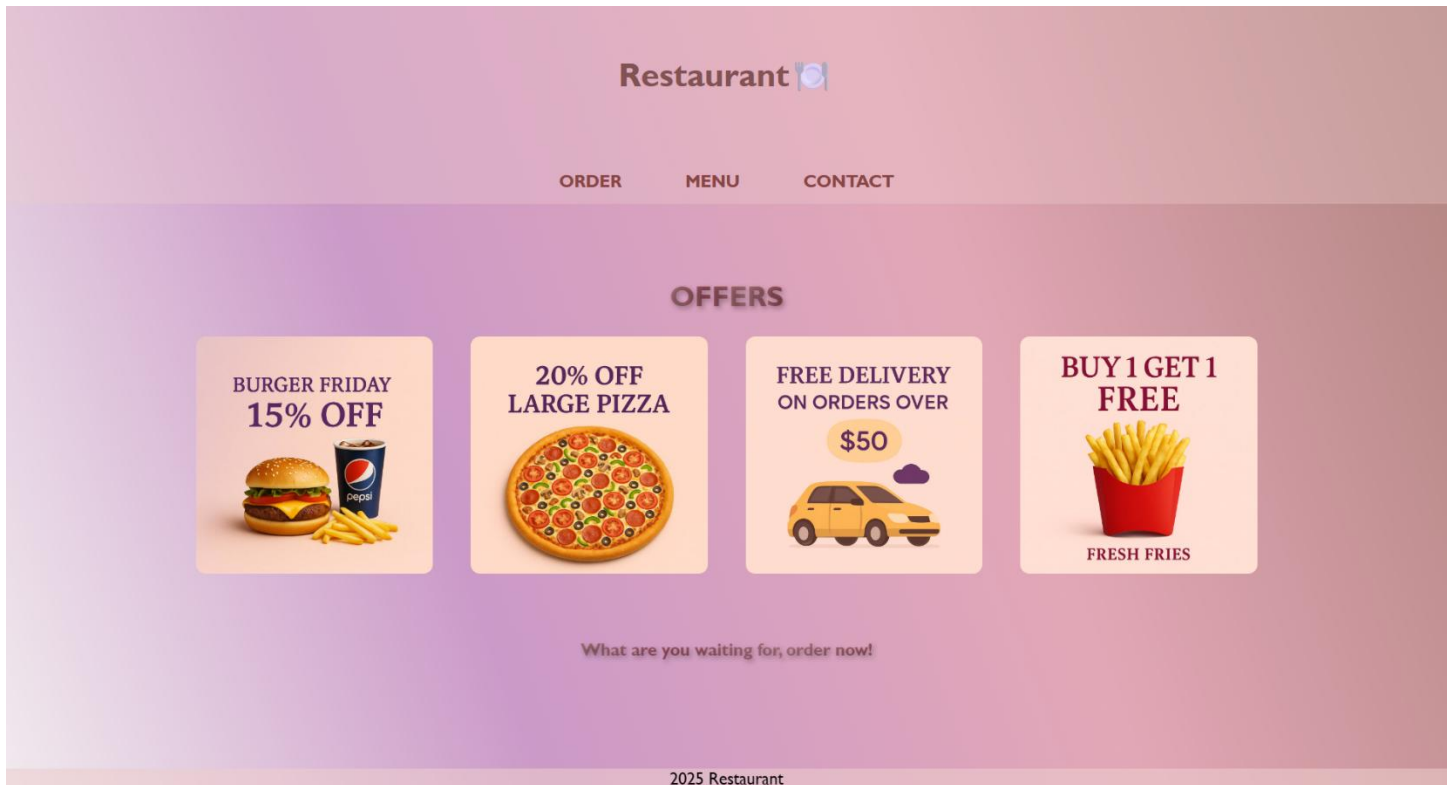 Restaurant
ORDER MENU CONTACT
OFFERS
BURGER FRIDAY
15% OFF
pepsi
20% OFF
LARGE PIZZA
FREE DELIVERY
ON ORDERS OVER
$50
BUY 1 GET 1
FREE
FRESH FRIES
What are you waiting for, order now!
2025 Restaurant